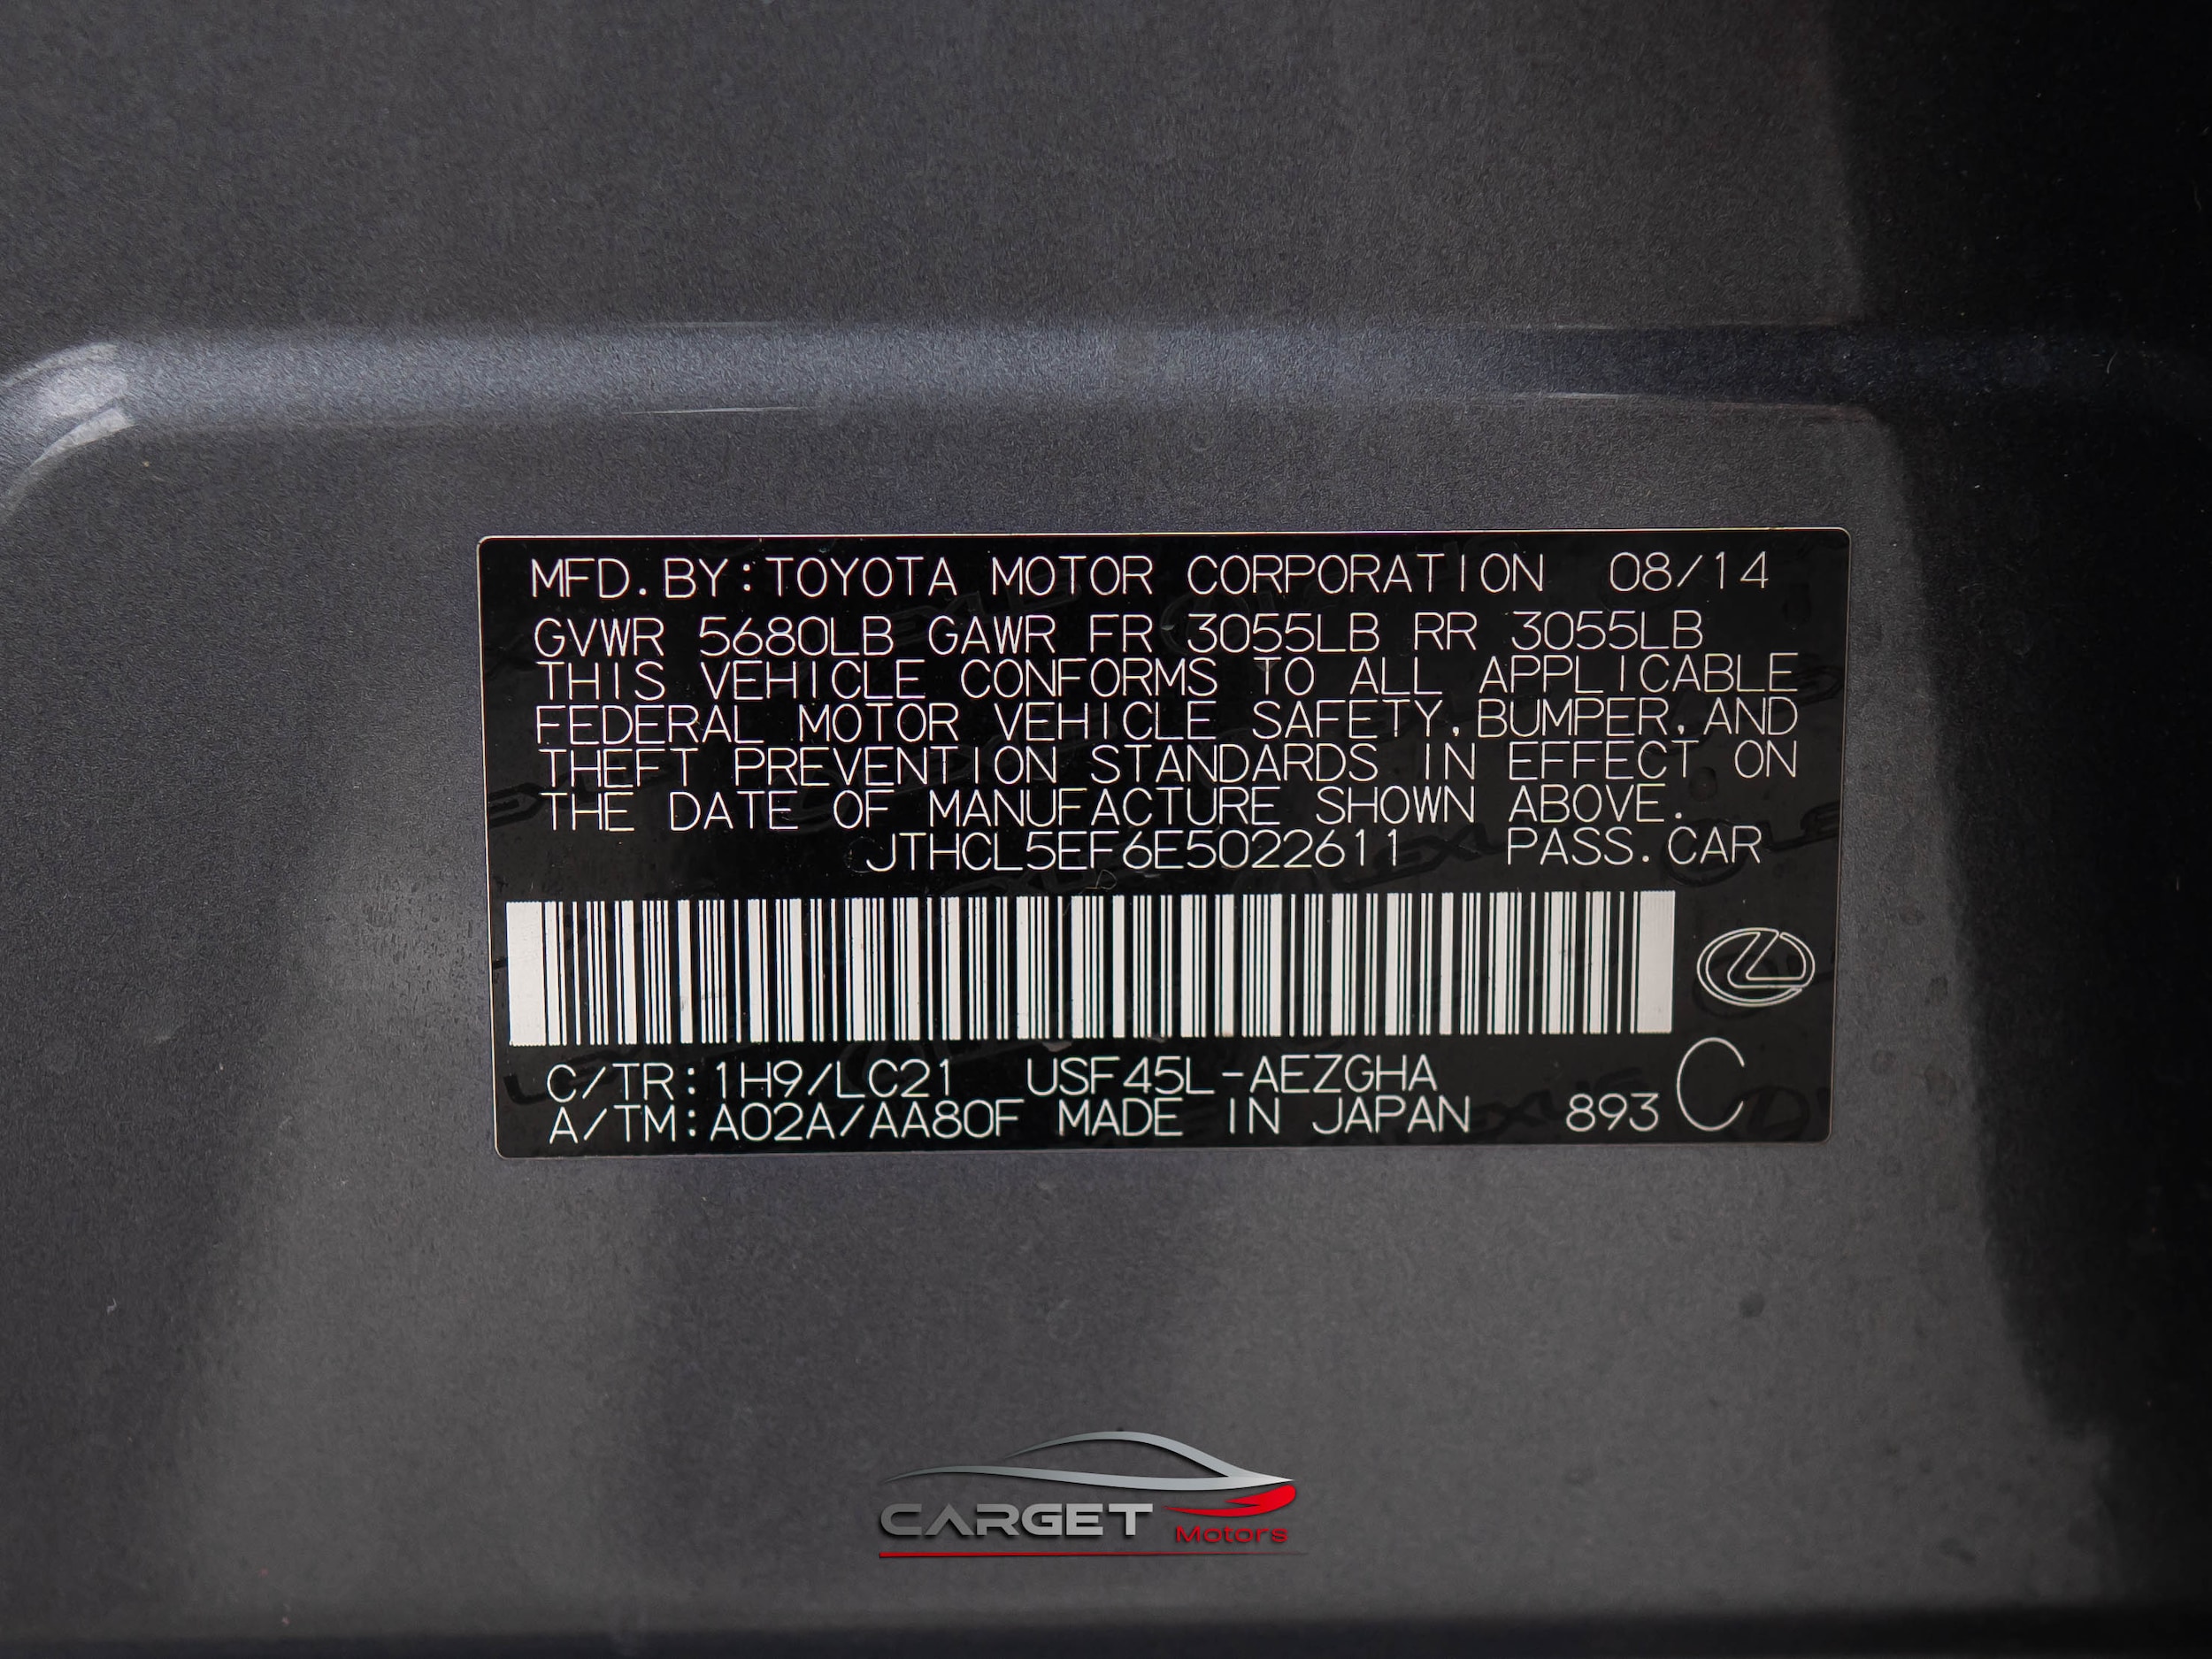 MFD. BY:TOYOTA MOTOR CORPORATION 08/14
GVWR 5680LB GAWR FR 3055LB RR 3055LB
THIS VEHICLE CONFORMS TO ALL APPLICABLE
FEDERAL MOTOR VEHICLE SAFETY, BUMPER, AND
THEFT PREVENTION STANDARDS IN EFFECT ON
THE DATE OF MANUFACTURE SHOWN ABOVE.
JTHCL5EF6E5022611 PASS. CAR
C/TR:1H9/LC21 USF45L-AEZGHA
A/TM:A02A/AA80F MADE IN JAPAN 893 C
CARGET Motors